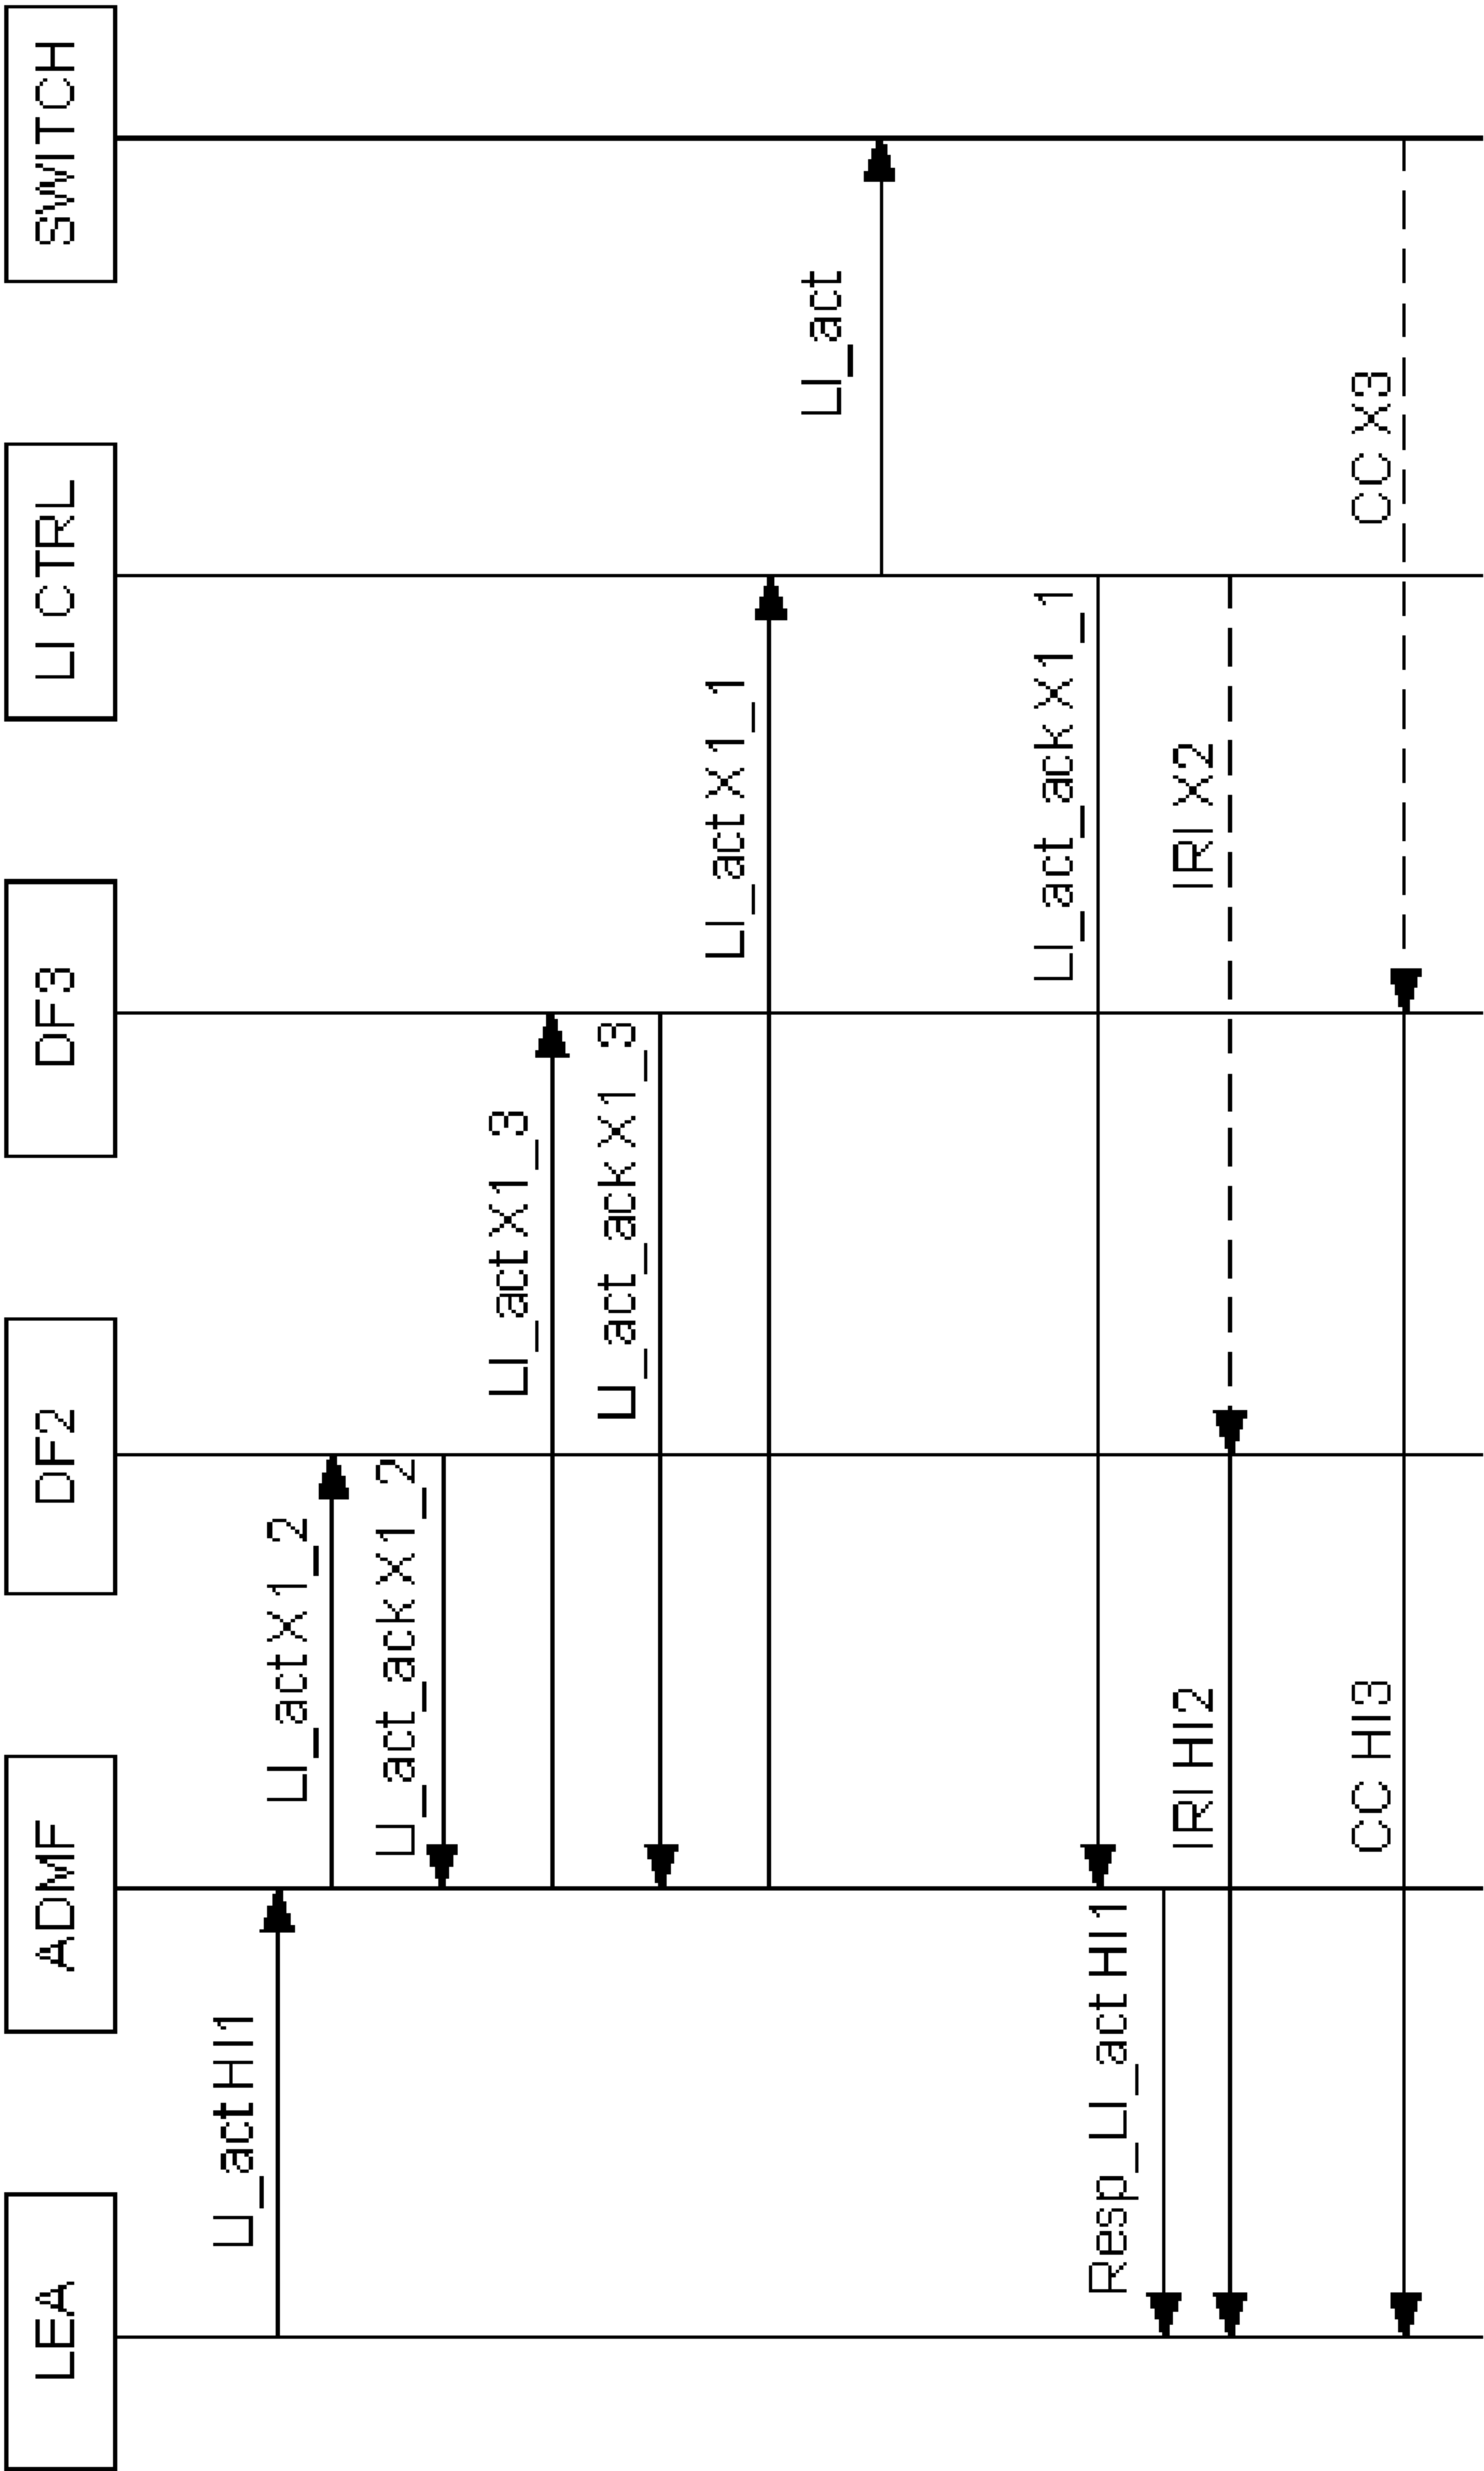 LEA
ADMF
DF2
DF3
LI CTRL
SWITCH
LI_act HI1
LI_act X1_2
LI_act_ack X1_2
LI_act X1_3
LI_act_ack X1_3
LI_act X1_1
LI_act
LI_act_ack X1_1
Resp_LI_act HI1
IRI HI2
IRI X2
CC HI3
CC X3